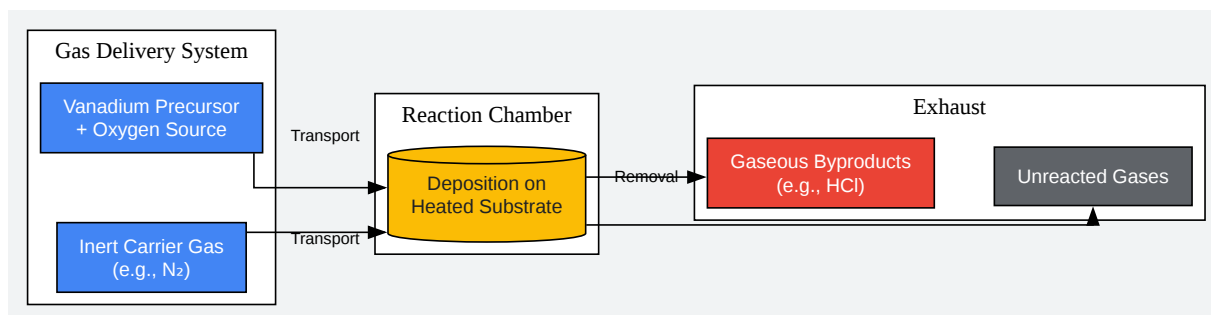 Gas Delivery System
Vanadium Precursor
+ Oxygen Source
Transport
Inert Carrier Gas
(e.g., N₂)
Transport
Reaction Chamber
Deposition on
Heated Substrate
Removal
Exhaust
Gaseous Byproducts
(e.g., HCl)
Unreacted Gases